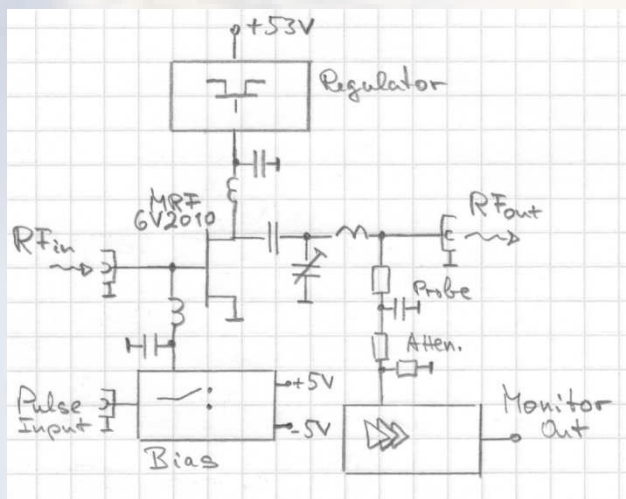 +53V
Regulator
MRF
6V2010
RFin
RFout
Probe
Atten.
Pulse
Input
+5V
-5V
Bias
Monitor
Out